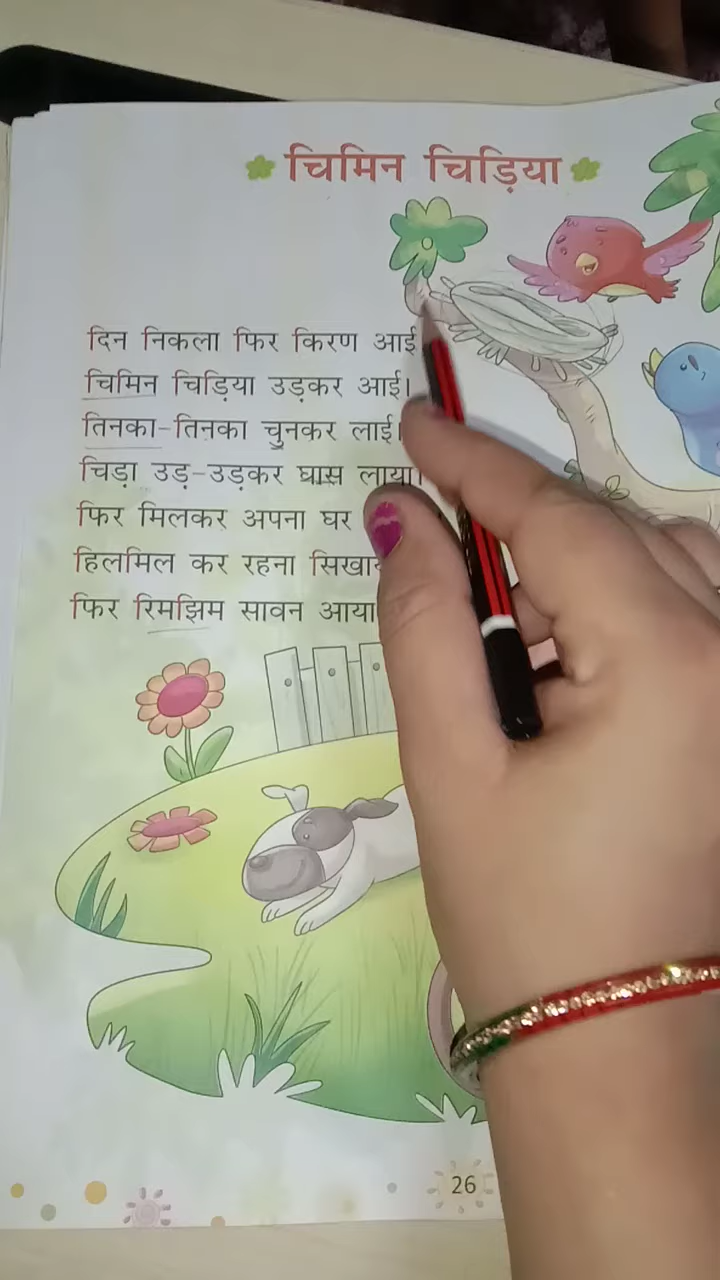 चिमिन चिड़िया
दिन निकला फिर किरण आई
चिमिन चिड़िया उड़कर आई।
तिनका-तिनका चुनकर लाई।
चिड़ा उड़-उड़कर घास लाया।
फिर मिलकर अपना घर
हिलमिल कर रहना
फिर रिमझिम सावन आया
26